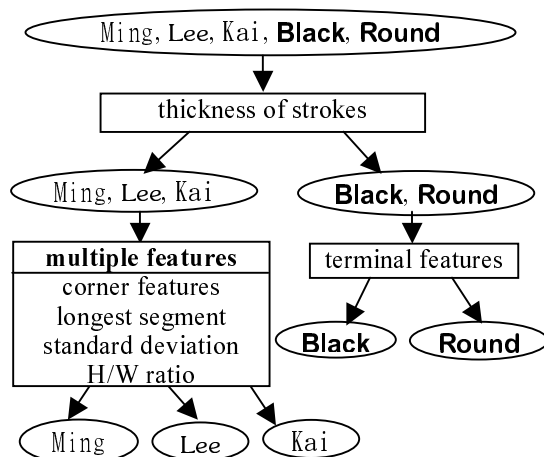 Ming, Lee, Kai, Black, Round
thickness of strokes
Ming, Lee, Kai
Black, Round
multiple features
corner features
longest segment
standard deviation
H/W ratio
terminal features
Black
Round
Ming
Lee
Kai